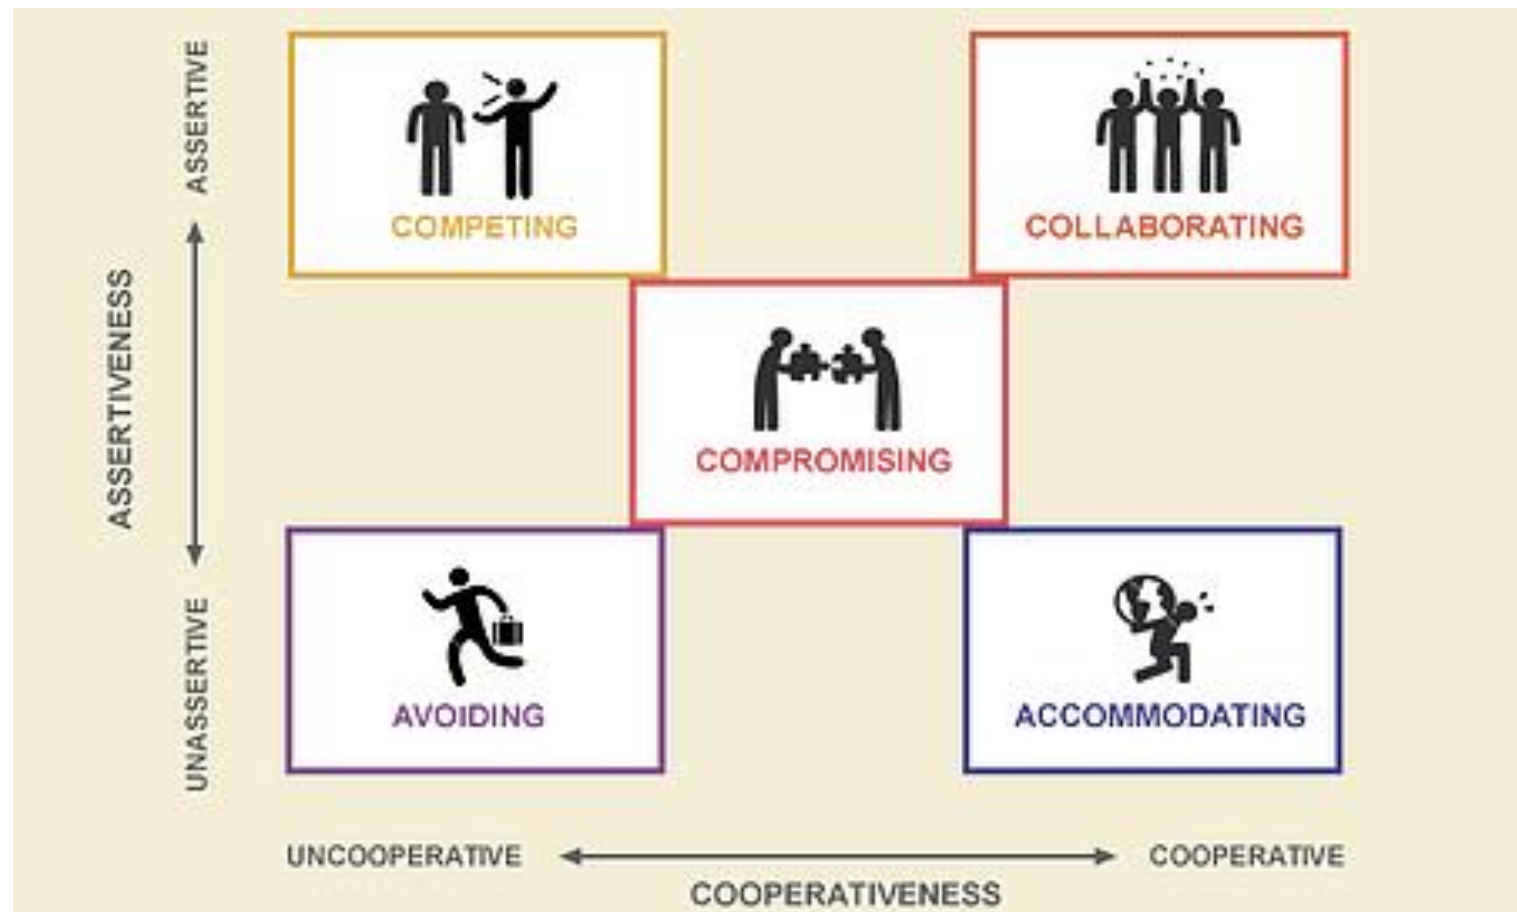 ASSERTIVE
COMPETING
COLLABORATING
ASSERTIVENESS
COMPROMISING
UNASSERTIVE
AVOIDING
ACCOMMODATING
UNCOOPERATIVE
COOPERATIVE
COOPERATIVENESS